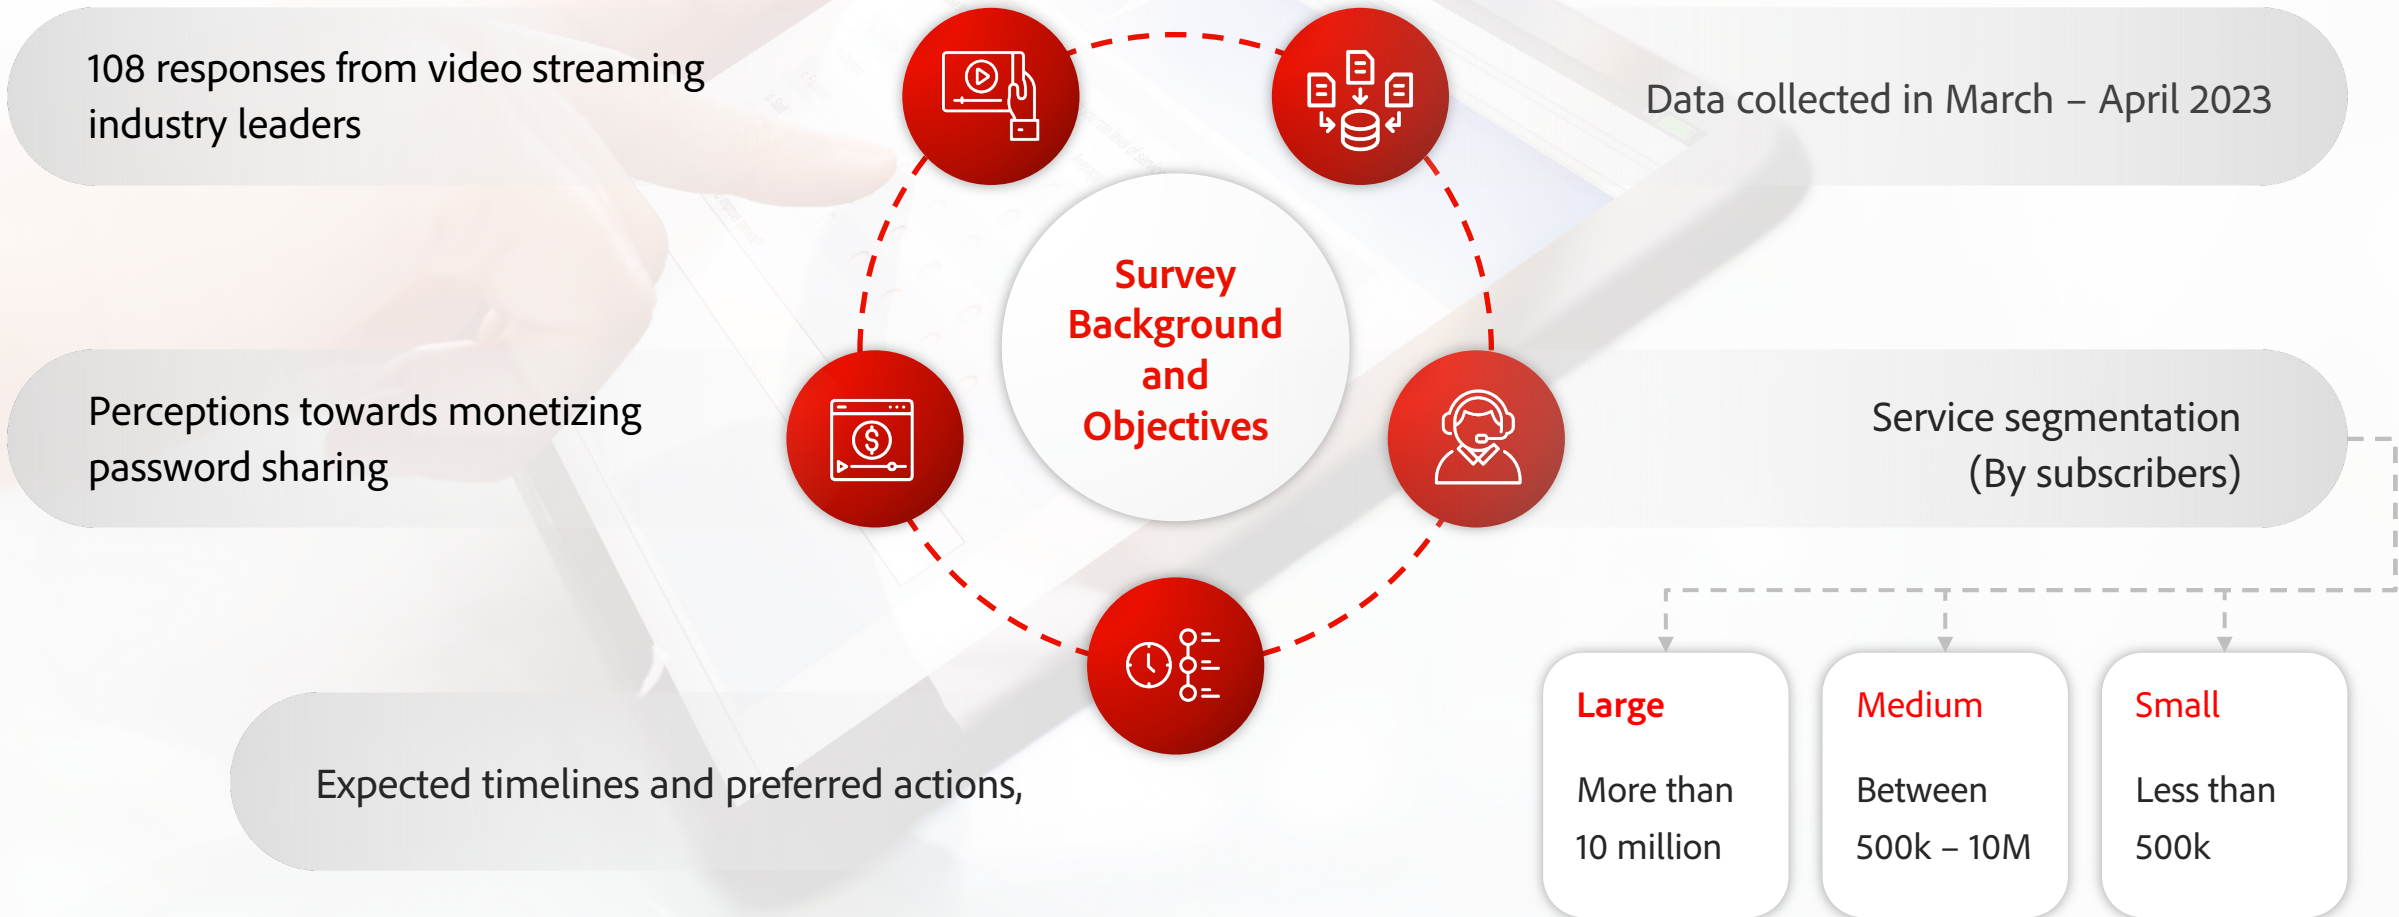 108 responses from video streaming
industry leaders
Data collected in March – April 2023
Survey
Background
and
Objectives
Perceptions towards monetizing
password sharing
Service segmentation
(By subscribers)
Expected timelines and preferred actions,
Large
More than
10 million
Medium
Between
500k – 10M
Small
Less than
500k